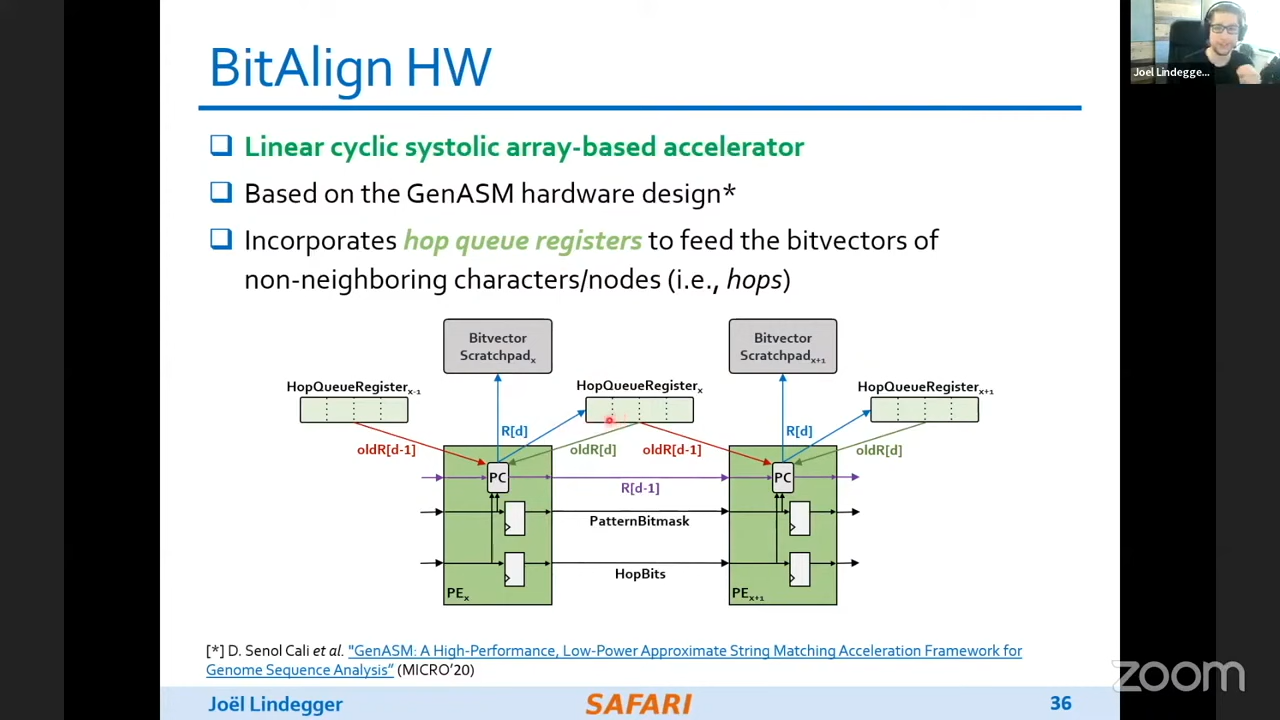 BitAlign HW
Joel Lindegge...
❑ Linear cyclic systolic array-based accelerator
❑ Based on the GenASM hardware design*
❑ Incorporates hop queue registers to feed the bitvectors of
non-neighboring characters/nodes (i.e., hops)
Bitvector
Scratchpadx
Bitvector
Scratchpadx+1
HopQueueRegisterx-1
HopQueueRegisterx
HopQueueRegisterx+1
R[d]
R[d]
oldR[d-1]
oldR[d]
oldR[d-1]
oldR[d]
PC
PC
R[d-1]
PatternBitmask
HopBits
PEx
PEx+1
[*] D. Senol Cali et al. "GenASM: A High-Performance, Low-Power Approximate String Matching Acceleration Framework for
Genome Sequence Analysis” (MICRO’20)
zoom
Joël Lindegger
SAFARI
36